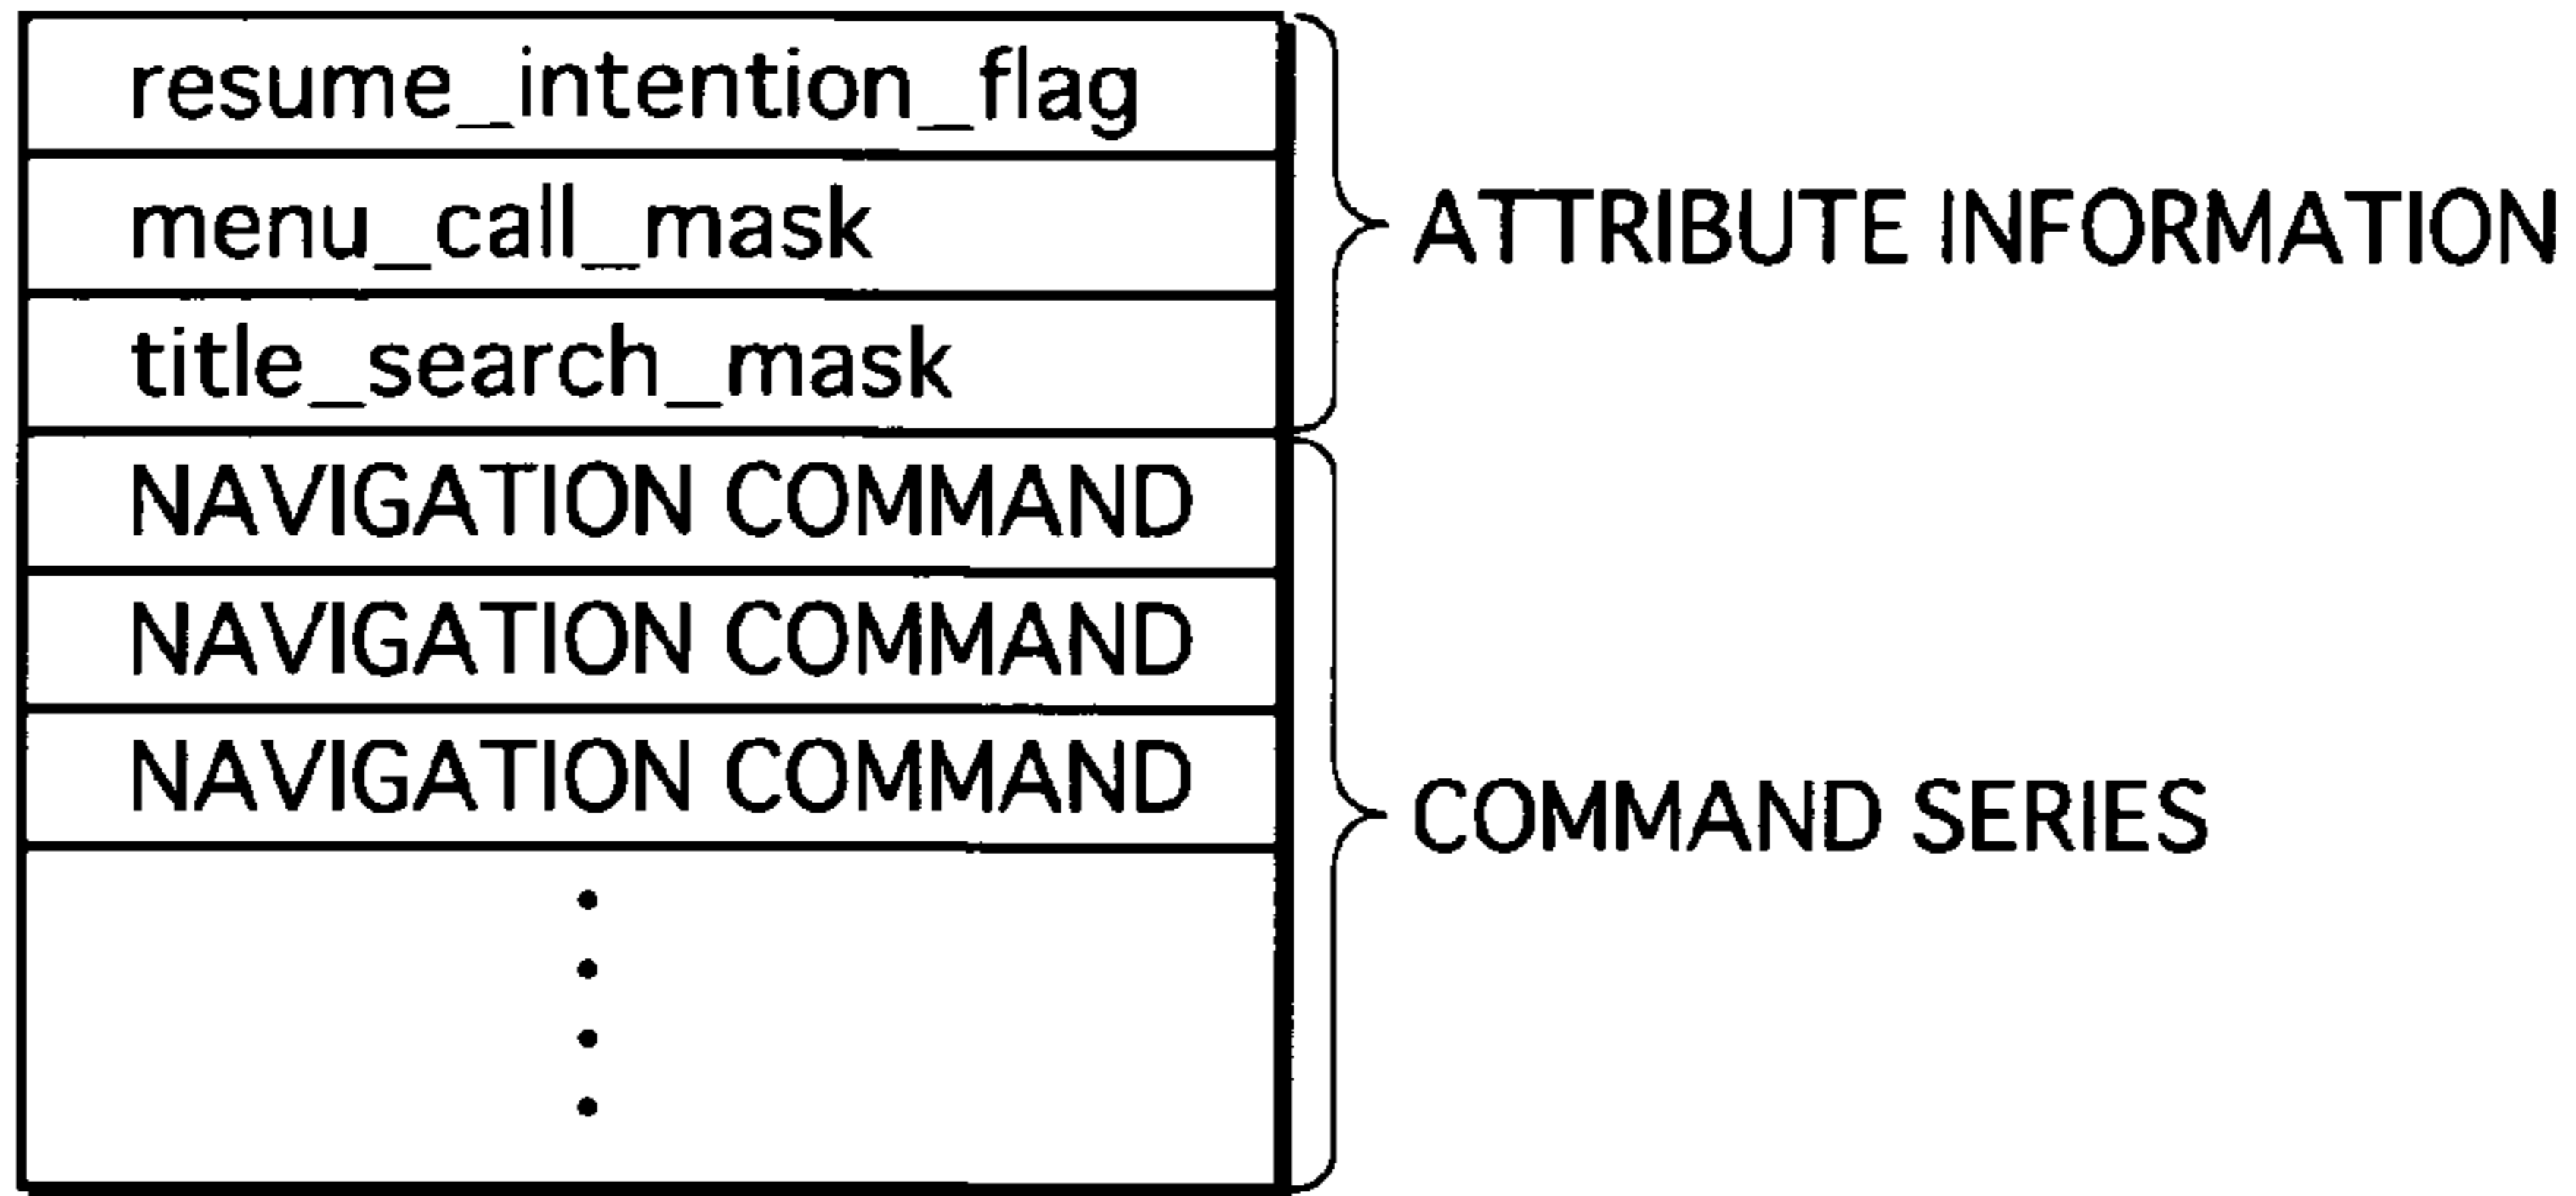 resume_intention_flag
menu_call_mask
ATTRIBUTE INFORMATION
title_search_mask
NAVIGATION COMMAND
NAVIGATION COMMAND
NAVIGATION COMMAND
COMMAND SERIES